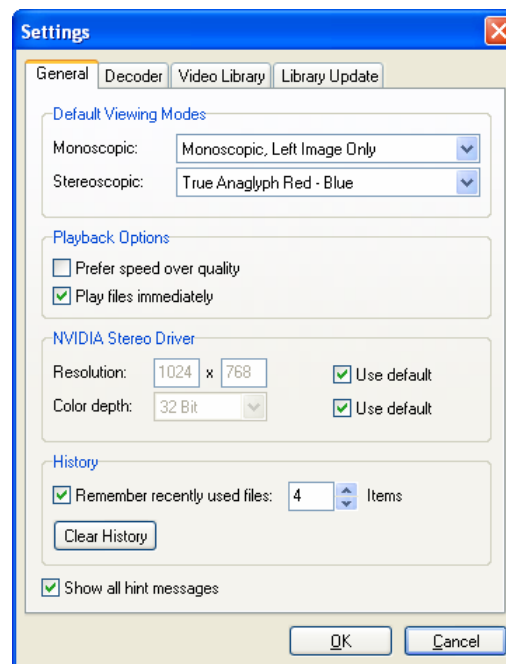 Settings
General Decoder Video Library Library Update
Default Viewing Modes
Monoscopic: Monoscopic, Left Image Only
Stereoscopic: True Anaglyph Red - Blue
Playback Options
Prefer speed over quality
Play files immediately
NVIDIA Stereo Driver
Resolution: 1024 x 768 Use default
Color depth: 32 Bit Use default
History
Remember recently used files: 4 Items
Clear History
Show all hint messages
OK Cancel